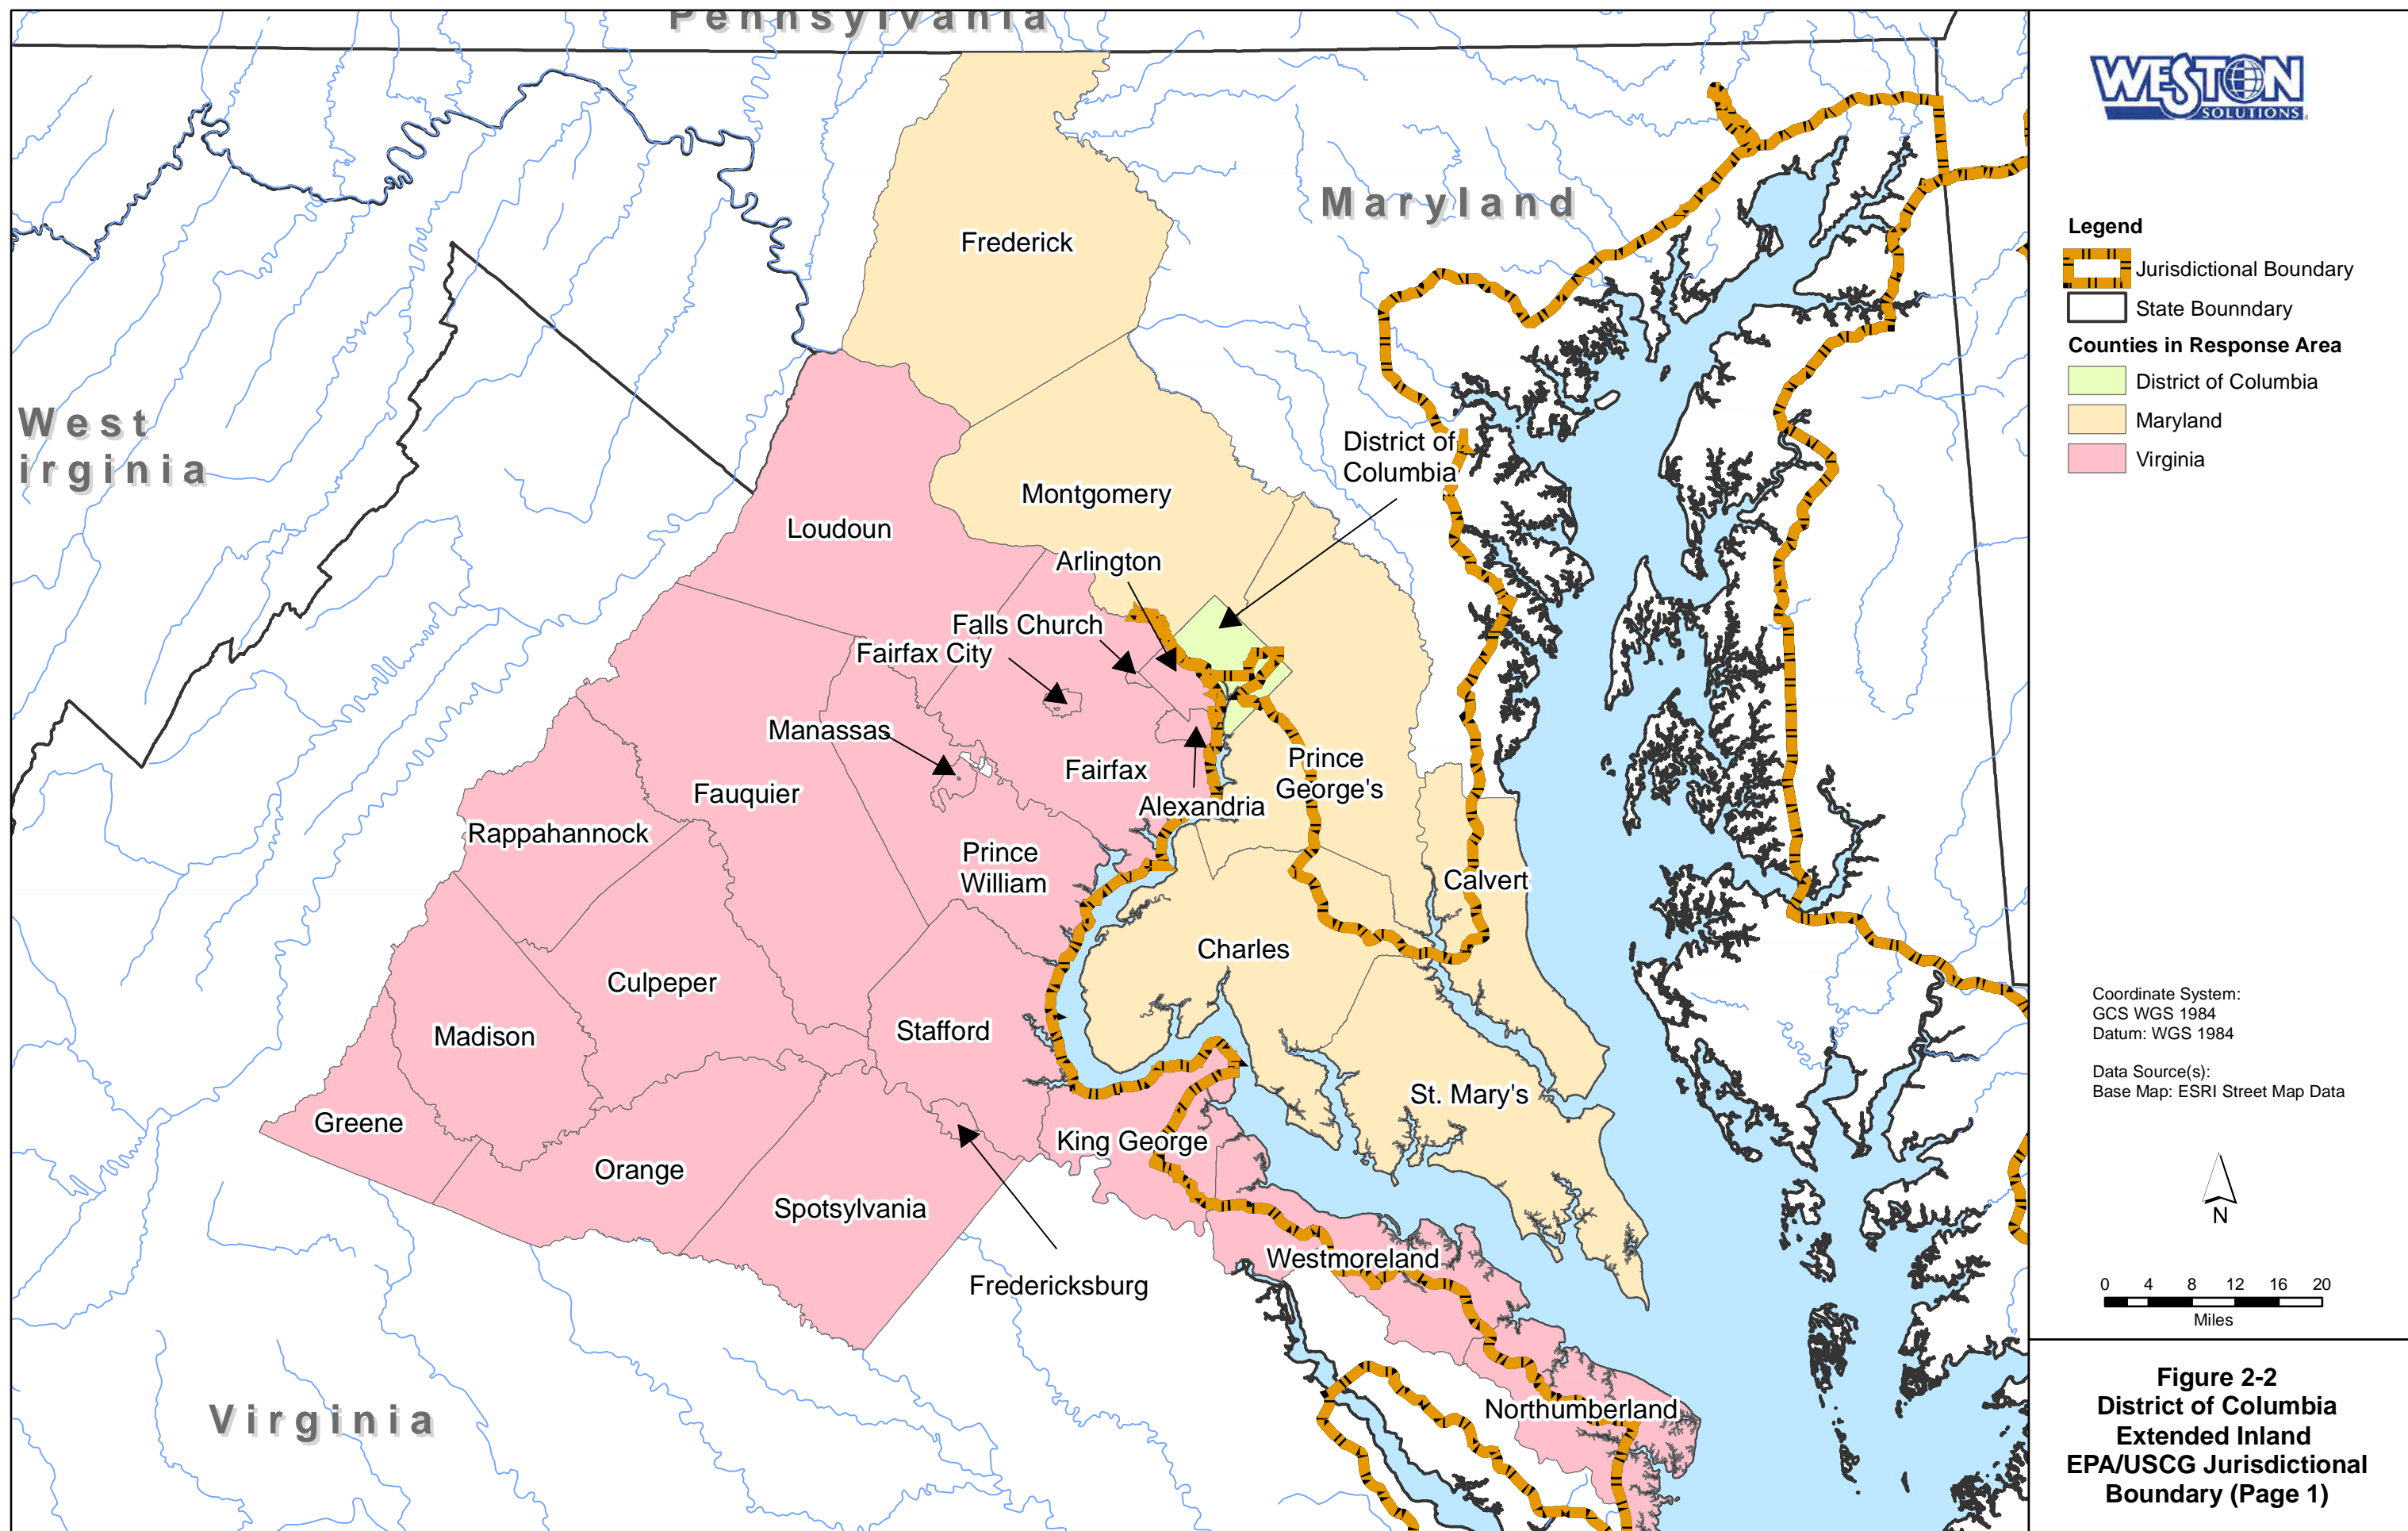 Pennsylvania
Maryland
Frederick
West
irginia
District of
Columbia
Montgomery
Loudoun
Arlington
Falls Church
Fairfax City
Manassas
Fairfax
Prince
George's
Fauquier
Alexandria
Rappahannock
Prince
William
Calvert
Charles
Culpeper
Stafford
Madison
St. Mary's
Greene
King George
Orange
Spotsylvania
Westmoreland
Fredericksburg
Northumberland
Virginia
WESTON
SOLUTIONS
Legend
Jurisdictional Boundary
State Bounndary
Counties in Response Area
District of Columbia
Maryland
Virginia
Coordinate System:
GCS WGS 1984
Datum: WGS 1984
Data Source(s):
Base Map: ESRI Street Map Data
N
0 4 8 12 16 20
Miles
Figure 2-2
District of Columbia
Extended Inland
EPA/USCG Jurisdictional
Boundary (Page 1)